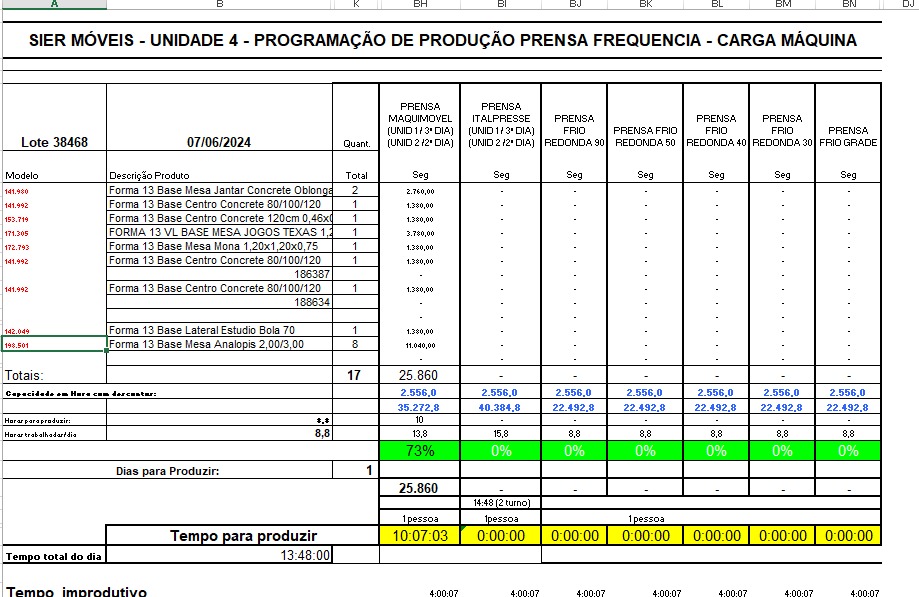 A B K BH BI BJ BK BL BM BN DJ
SIER MÓVEIS - UNIDADE 4 - PROGRAMAÇÃO DE PRODUÇÃO PRENSA FREQUENCIA - CARGA MÁQUINA
Lote 38468 07/06/2024 Quant. PRENSA MAQUIMOVEL (UNID 1 / 3ª DIA) (UNID 2 /2ª DIA) PRENSA ITALPRESSE (UNID 1 / 3ª DIA) (UNID 2 /2ª DIA) PRENSA FRIO REDONDA 90 PRENSA FRIO REDONDA 50 PRENSA FRIO REDONDA 40 PRENSA FRIO REDONDA 30 PRENSA FRIO GRADE
Modelo Descrição Produto Total Seg Seg Seg Seg Seg Seg Seg
141.980 Forma 13 Base Mesa Jantar Concrete Oblonga 2 2.760,00 - - - - - -
141.992 Forma 13 Base Centro Concrete 80/100/120 1 1.380,00 - - - - - -
153.719 Forma 13 Base Centro Concrete 120cm 0,46x0 1 1.380,00 - - - - - -
171.305 FORMA 13 VL BASE MESA JOGOS TEXAS 1,2 1 3.780,00 - - - - - -
172.793 Forma 13 Base Mesa Mona 1,20x1,20x0,75 1 1.380,00 - - - - - -
141.992 Forma 13 Base Centro Concrete 80/100/120 1 1.380,00 - - - - - -
186387 - - - - - - -
141.992 Forma 13 Base Centro Concrete 80/100/120 1 1.380,00 - - - - - -
188634 - - - - - - -
- - - - - - -
142.049 Forma 13 Base Lateral Estudio Bola 70 1 1.380,00 - - - - - -
198.501 Forma 13 Base Mesa Analopis 2,00/3,00 8 11.040,00 - - - - - -
- - - - - - -
Totais: 17 25.860 - - - - - -
Capacidade em Hora com descontar: 2.556,0 2.556,0 2.556,0 2.556,0 2.556,0 2.556,0 2.556,0
35.272,8 40.384,8 22.492,8 22.492,8 22.492,8 22.492,8 22.492,8
Horas para produzir: 8,8 10
Horas trabalhadas/dia 8,8 13,8 15,8 8,8 8,8 8,8 8,8 8,8
73% 0% 0% 0% 0% 0% 0%
Dias para Produzir: 1
25.860 - - - - - -
14:48 (2 turno)
1 pessoa 1 pessoa 1 pessoa
Tempo para produzir 10:07:03 0:00:00 0:00:00 0:00:00 0:00:00 0:00:00 0:00:00
Tempo total do dia 13:48:00
Tempo improdutivo 4:00:07 4:00:07 4:00:07 4:00:07 4:00:07 4:00:07 4:00:07